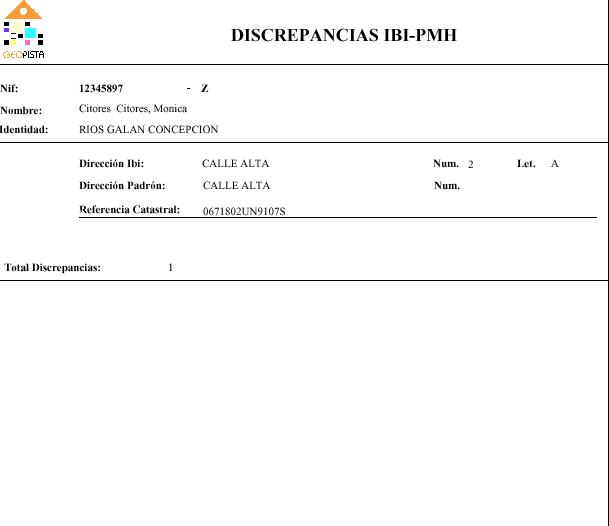 GEOPISTA
DISCREPANCIAS IBI-PMH
Nif: 12345897 - Z
Nombre: Citores Citores, Monica
Identidad: RIOS GALAN CONCEPCION
Dirección Ibi: CALLE ALTA Num. 2 Let. A
Dirección Padrón: CALLE ALTA Num.
Referencia Catastral: 0671802UN9107S
Total Discrepancias: 1